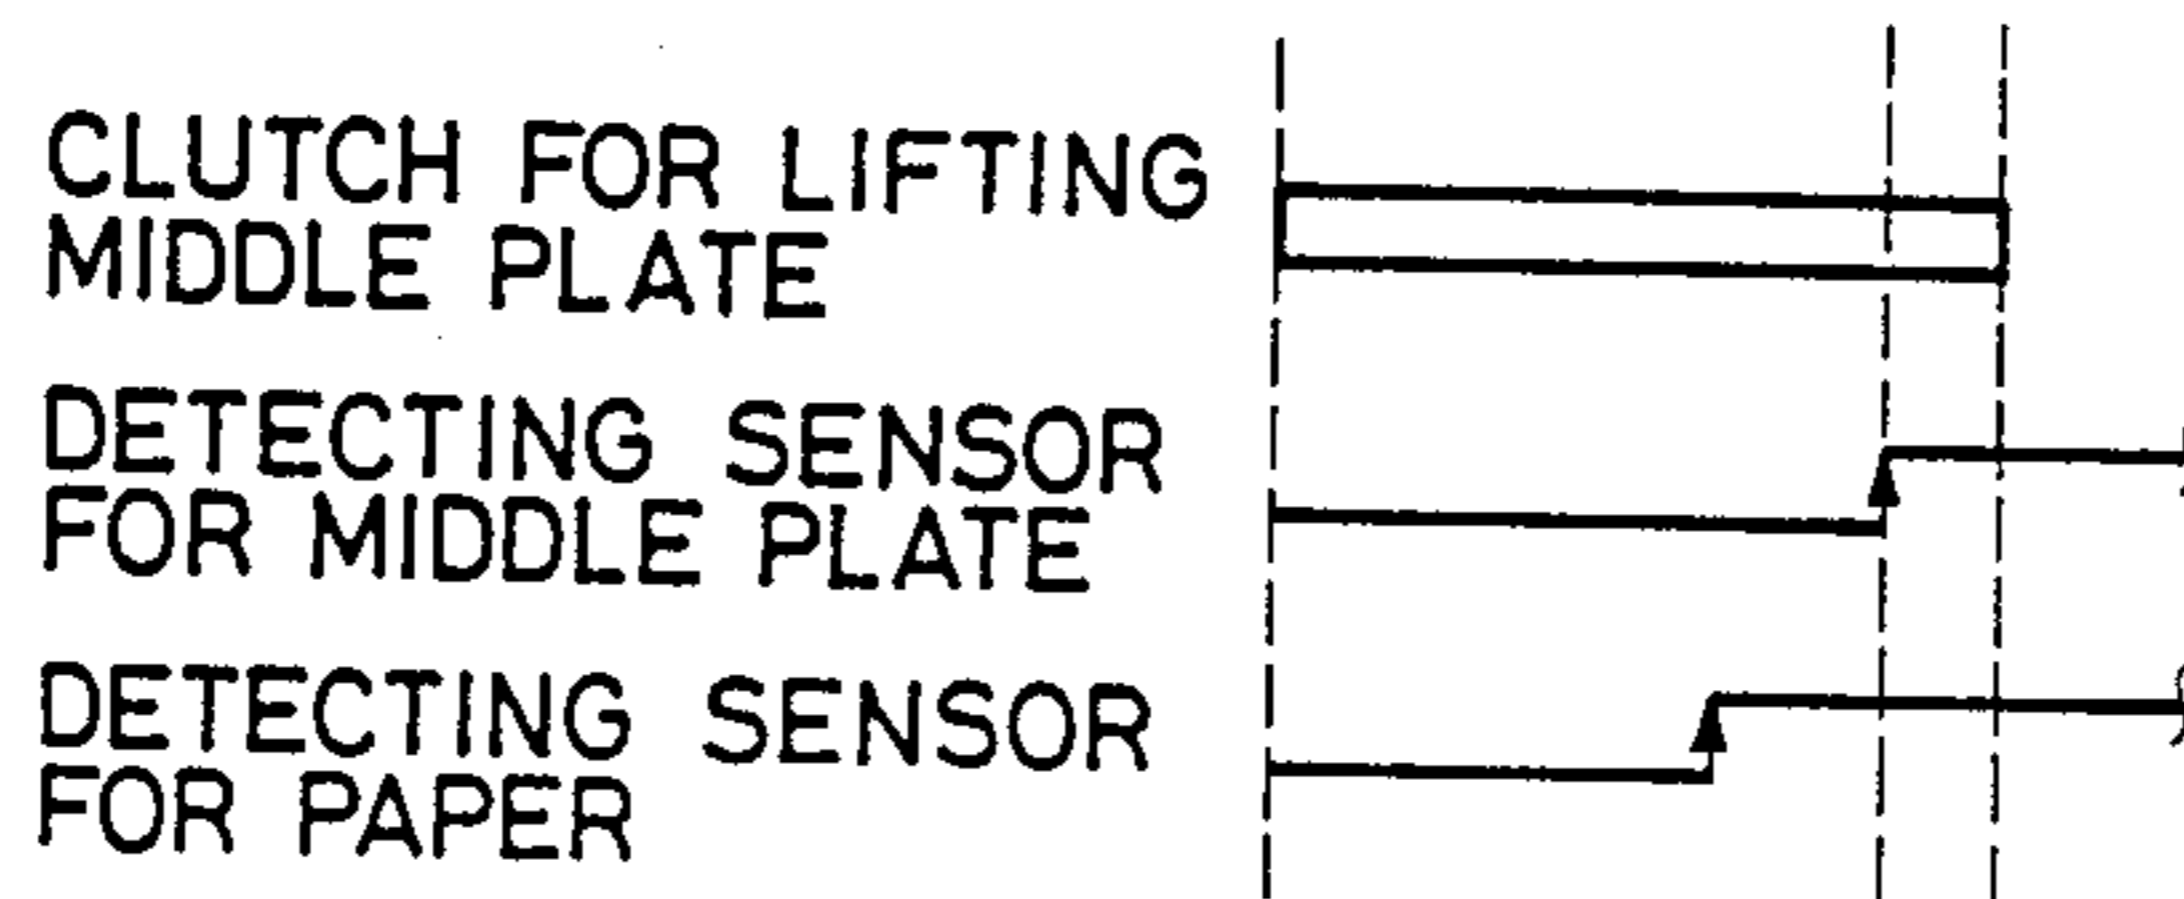 CLUTCH FOR LIFTING
MIDDLE PLATE
DETECTING SENSOR
FOR MIDDLE PLATE
DETECTING SENSOR
FOR PAPER